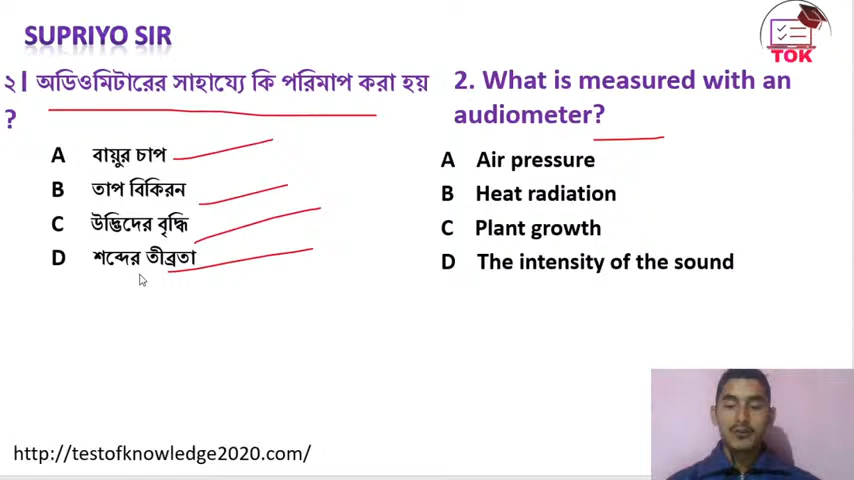 SUPRIYO SIR
TOK
২। অডিওমিটারের সাহায্যে কি পরিমাপ করা হয়
?
A বায়ুর চাপ
B তাপ বিকিরন
C উদ্ভিদের বৃদ্ধি
D শব্দের তীব্রতা
2. What is measured with an
audiometer?
A Air pressure
B Heat radiation
C Plant growth
D The intensity of the sound
http://testofknowledge2020.com/